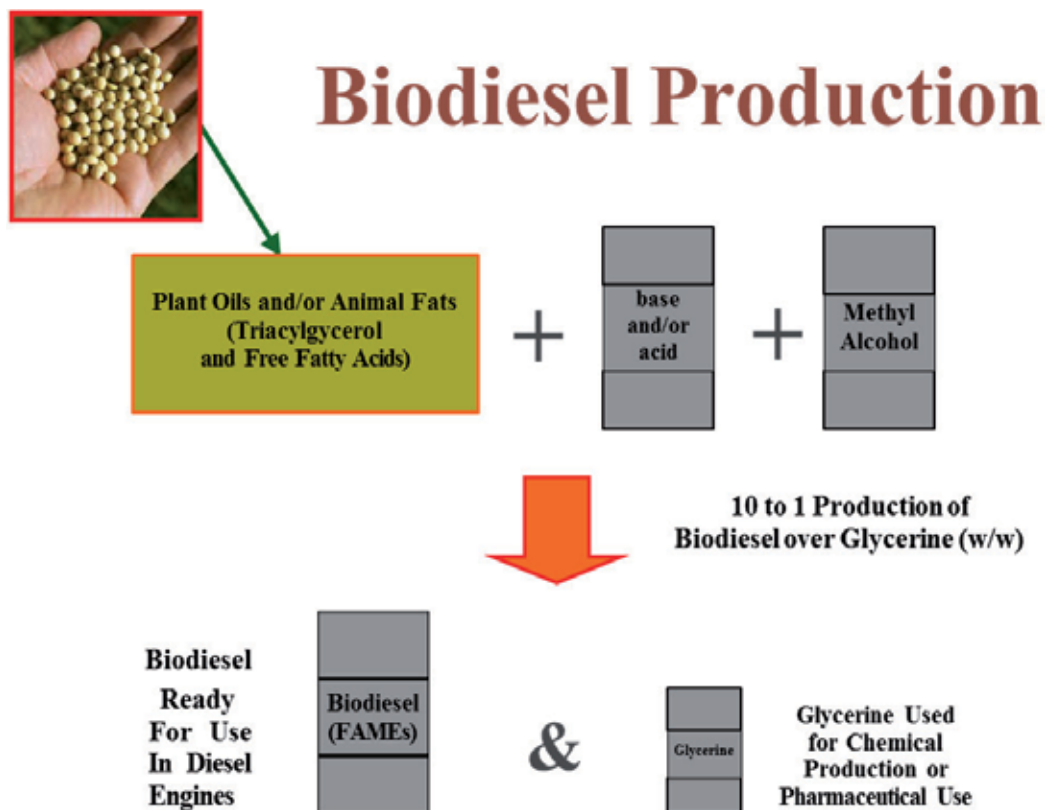 Biodiesel Production
Plant Oils and/or Animal Fats
(Triacylgycerol
and Free Fatty Acids)
+
base
and/or
acid
+
Methyl
Alcohol
10 to 1 Production of
Biodiesel over Glycerine (w/w)
Biodiesel
Ready
For Use
In Diesel
Engines
Biodiesel
(FAMEs)
&
Glycerine
Glycerine Used
for Chemical
Production or
Pharmaceutical Use